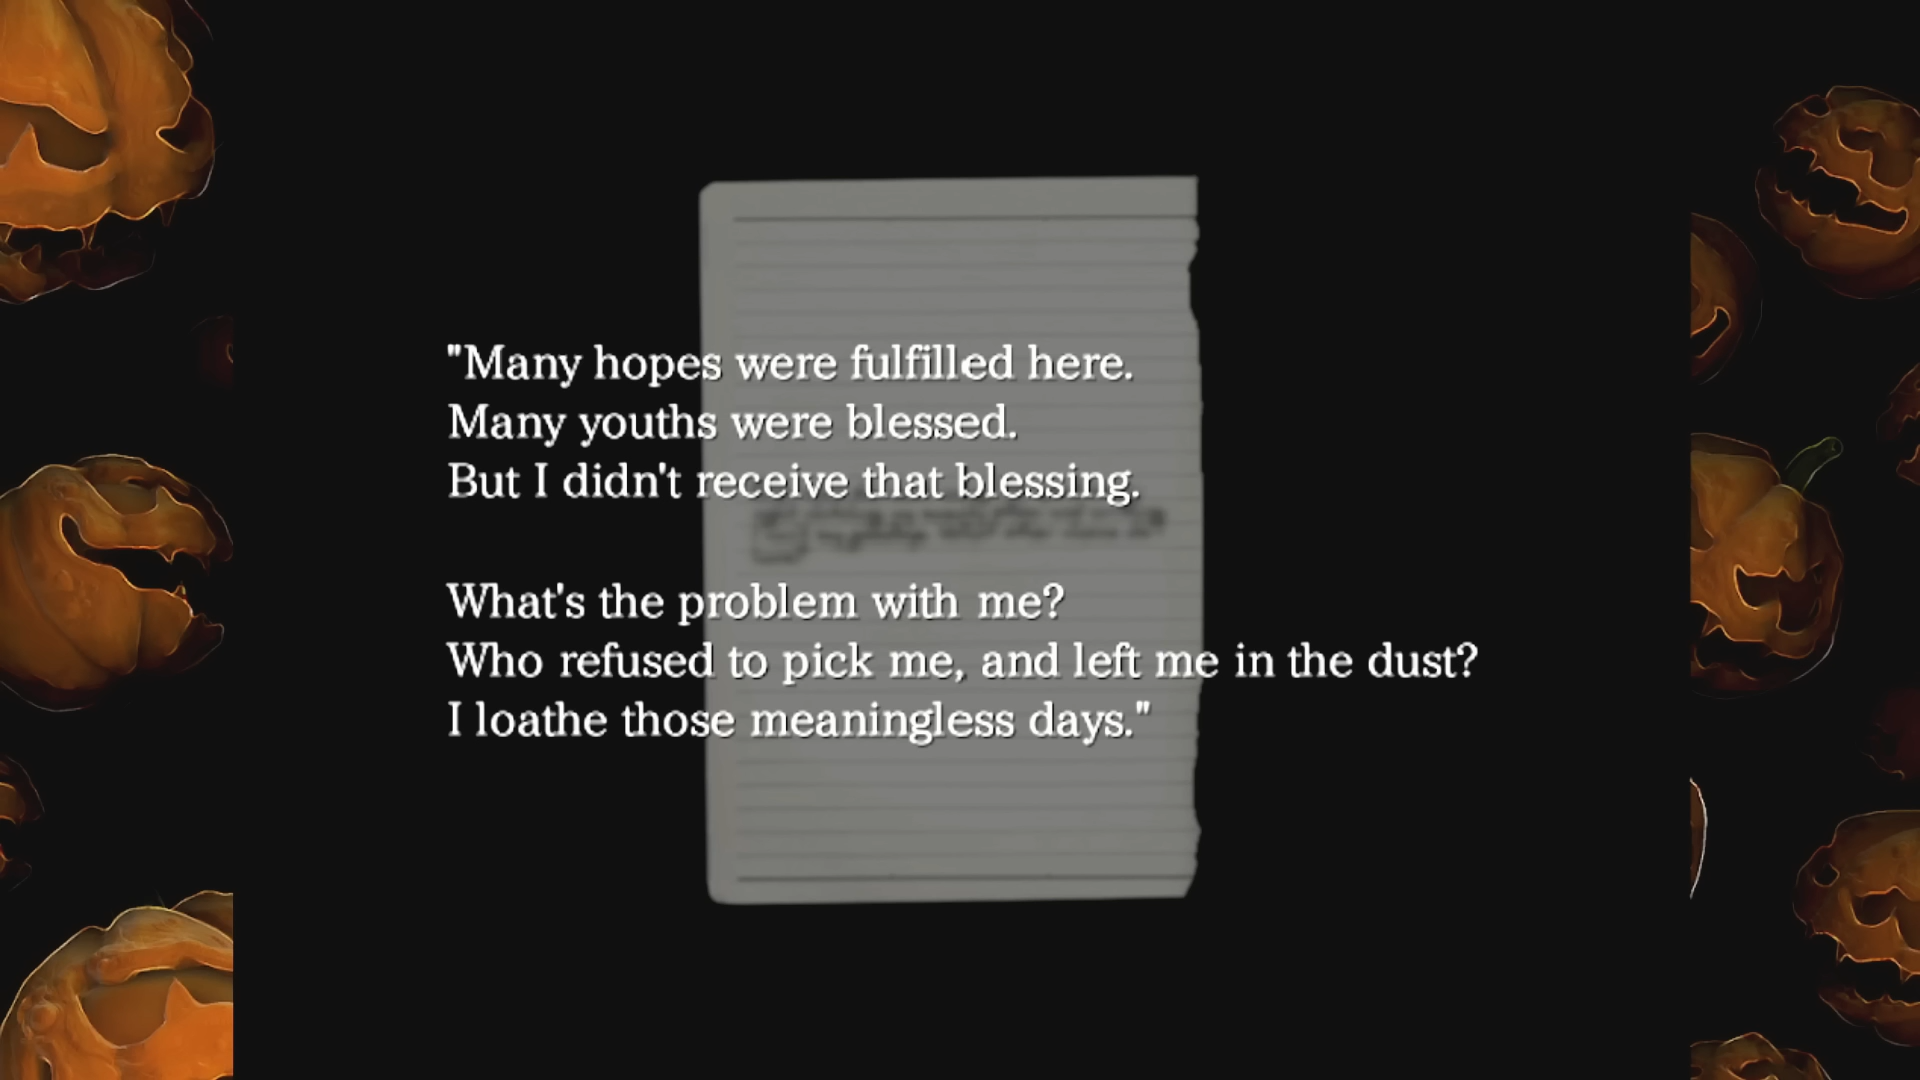 "Many hopes were fulfilled here.
Many youths were blessed.
But I didn't receive that blessing.
What's the problem with me?
Who refused to pick me, and left me in the dust?
I loathe those meaningless days."